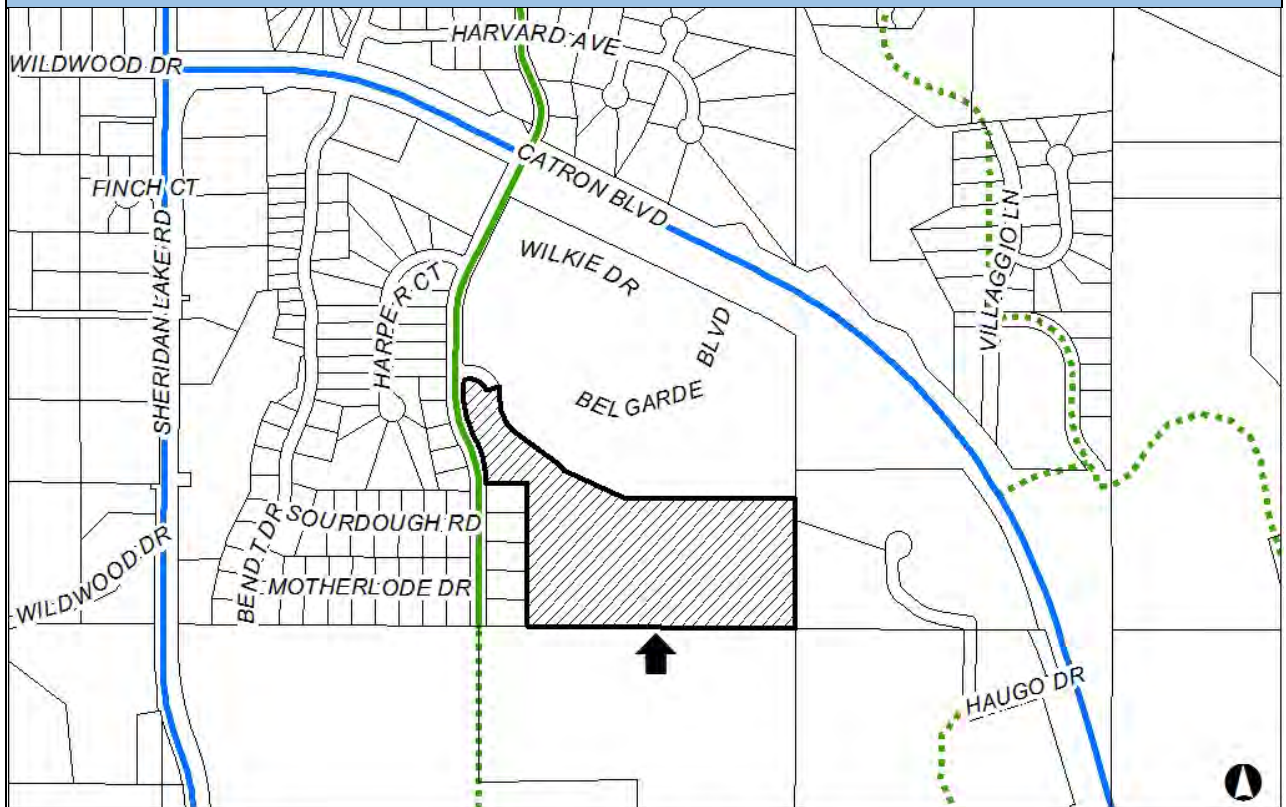 HARVARD AVE
WILDWOOD DR
CATRON BLVD
FINCH CT
SHERIDAN LAKE RD
WILKIE DR
VILLAGGIO LN
HARPER CT
BLVD
BEL GARDE
SOURDOUGH RD
BENDT DR
MOTHERLODE DR
WILDWOOD DR
HAUGO DR